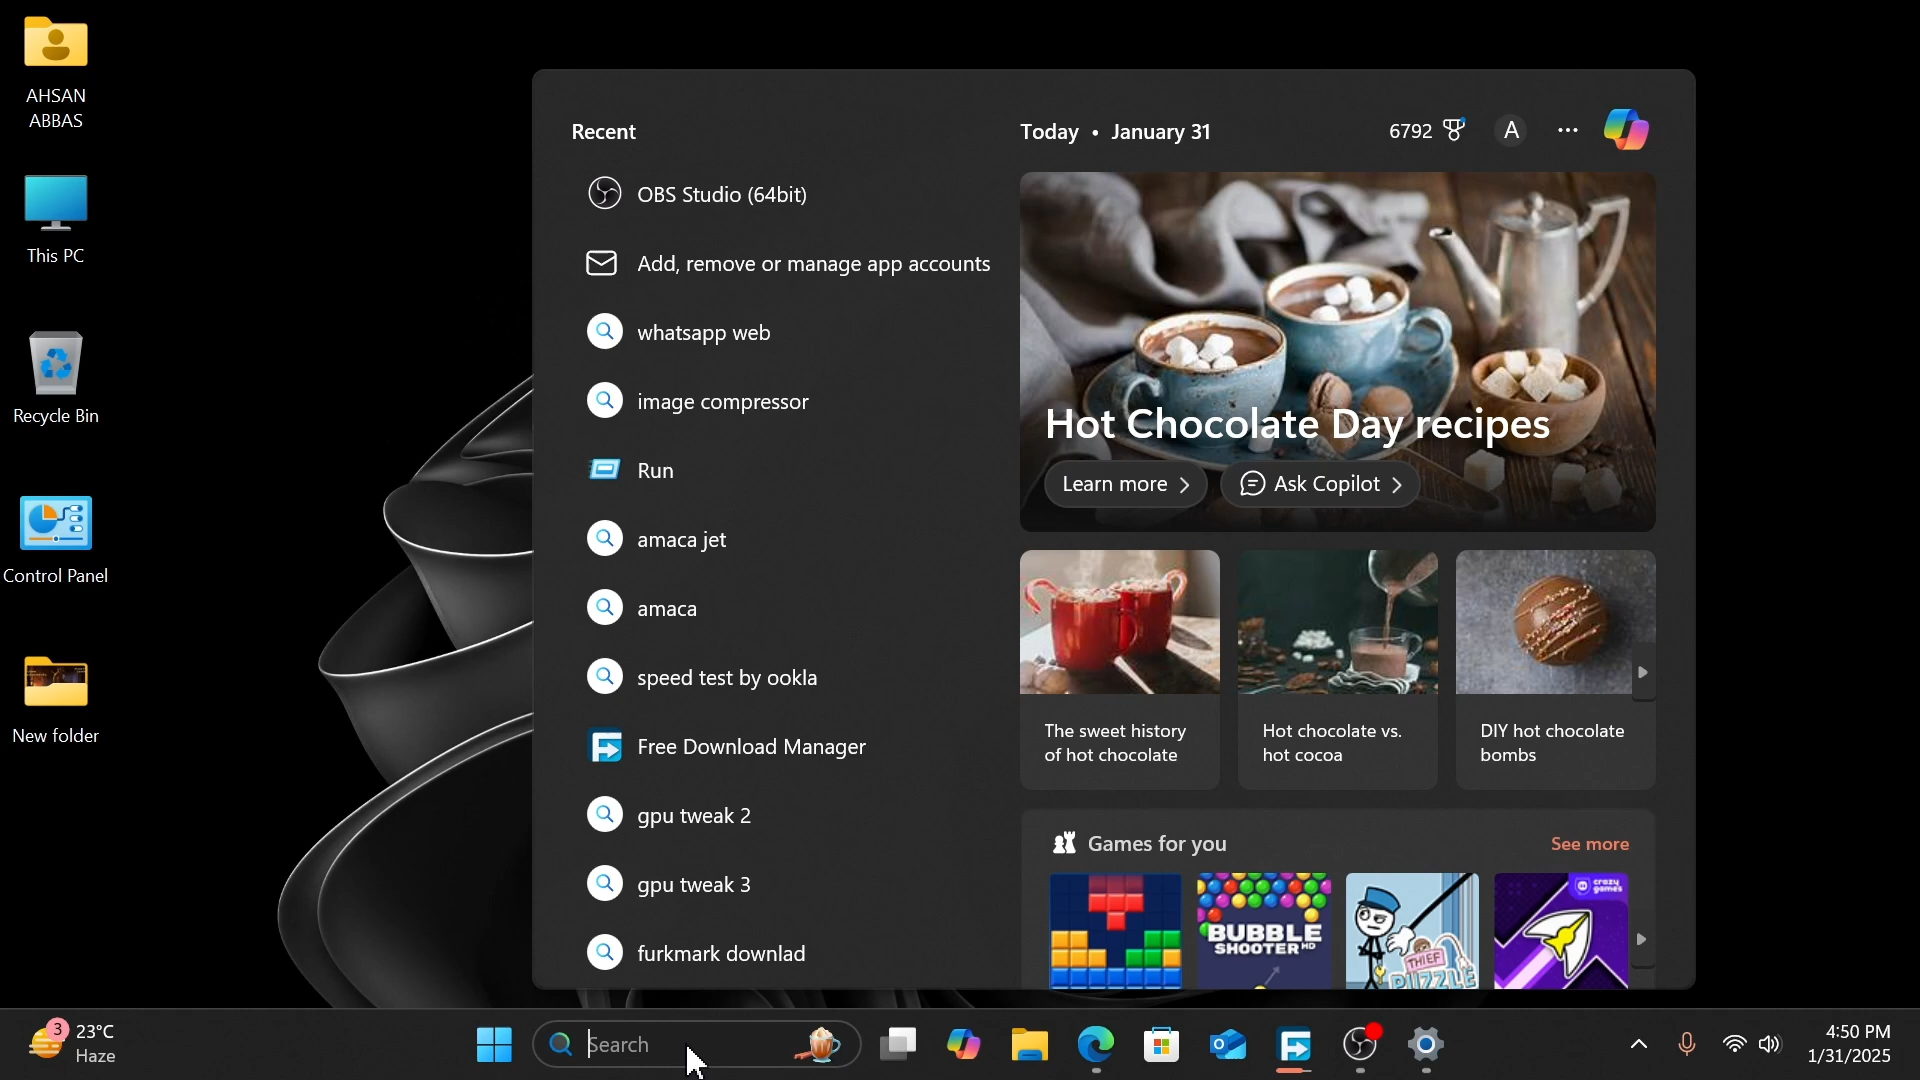 AHSAN
ABBAS
This PC
Recycle Bin
Control Panel
New folder
Recent
OBS Studio (64bit)
Add, remove or manage app accounts
whatsapp web
image compressor
Run
amaca jet
amaca
speed test by ookla
Free Download Manager
gpu tweak 2
gpu tweak 3
furkmark downlad
Today • January 31
6792
A
Hot Chocolate Day recipes
Learn more
Ask Copilot
The sweet history
of hot chocolate
Hot chocolate vs.
hot cocoa
DIY hot chocolate
bombs
Games for you
See more
BUBBLE
SHOOTER HD
THIEF
PUZZLE
crazy
games
3
23°C
Haze
Search
4:50 PM
1/31/2025